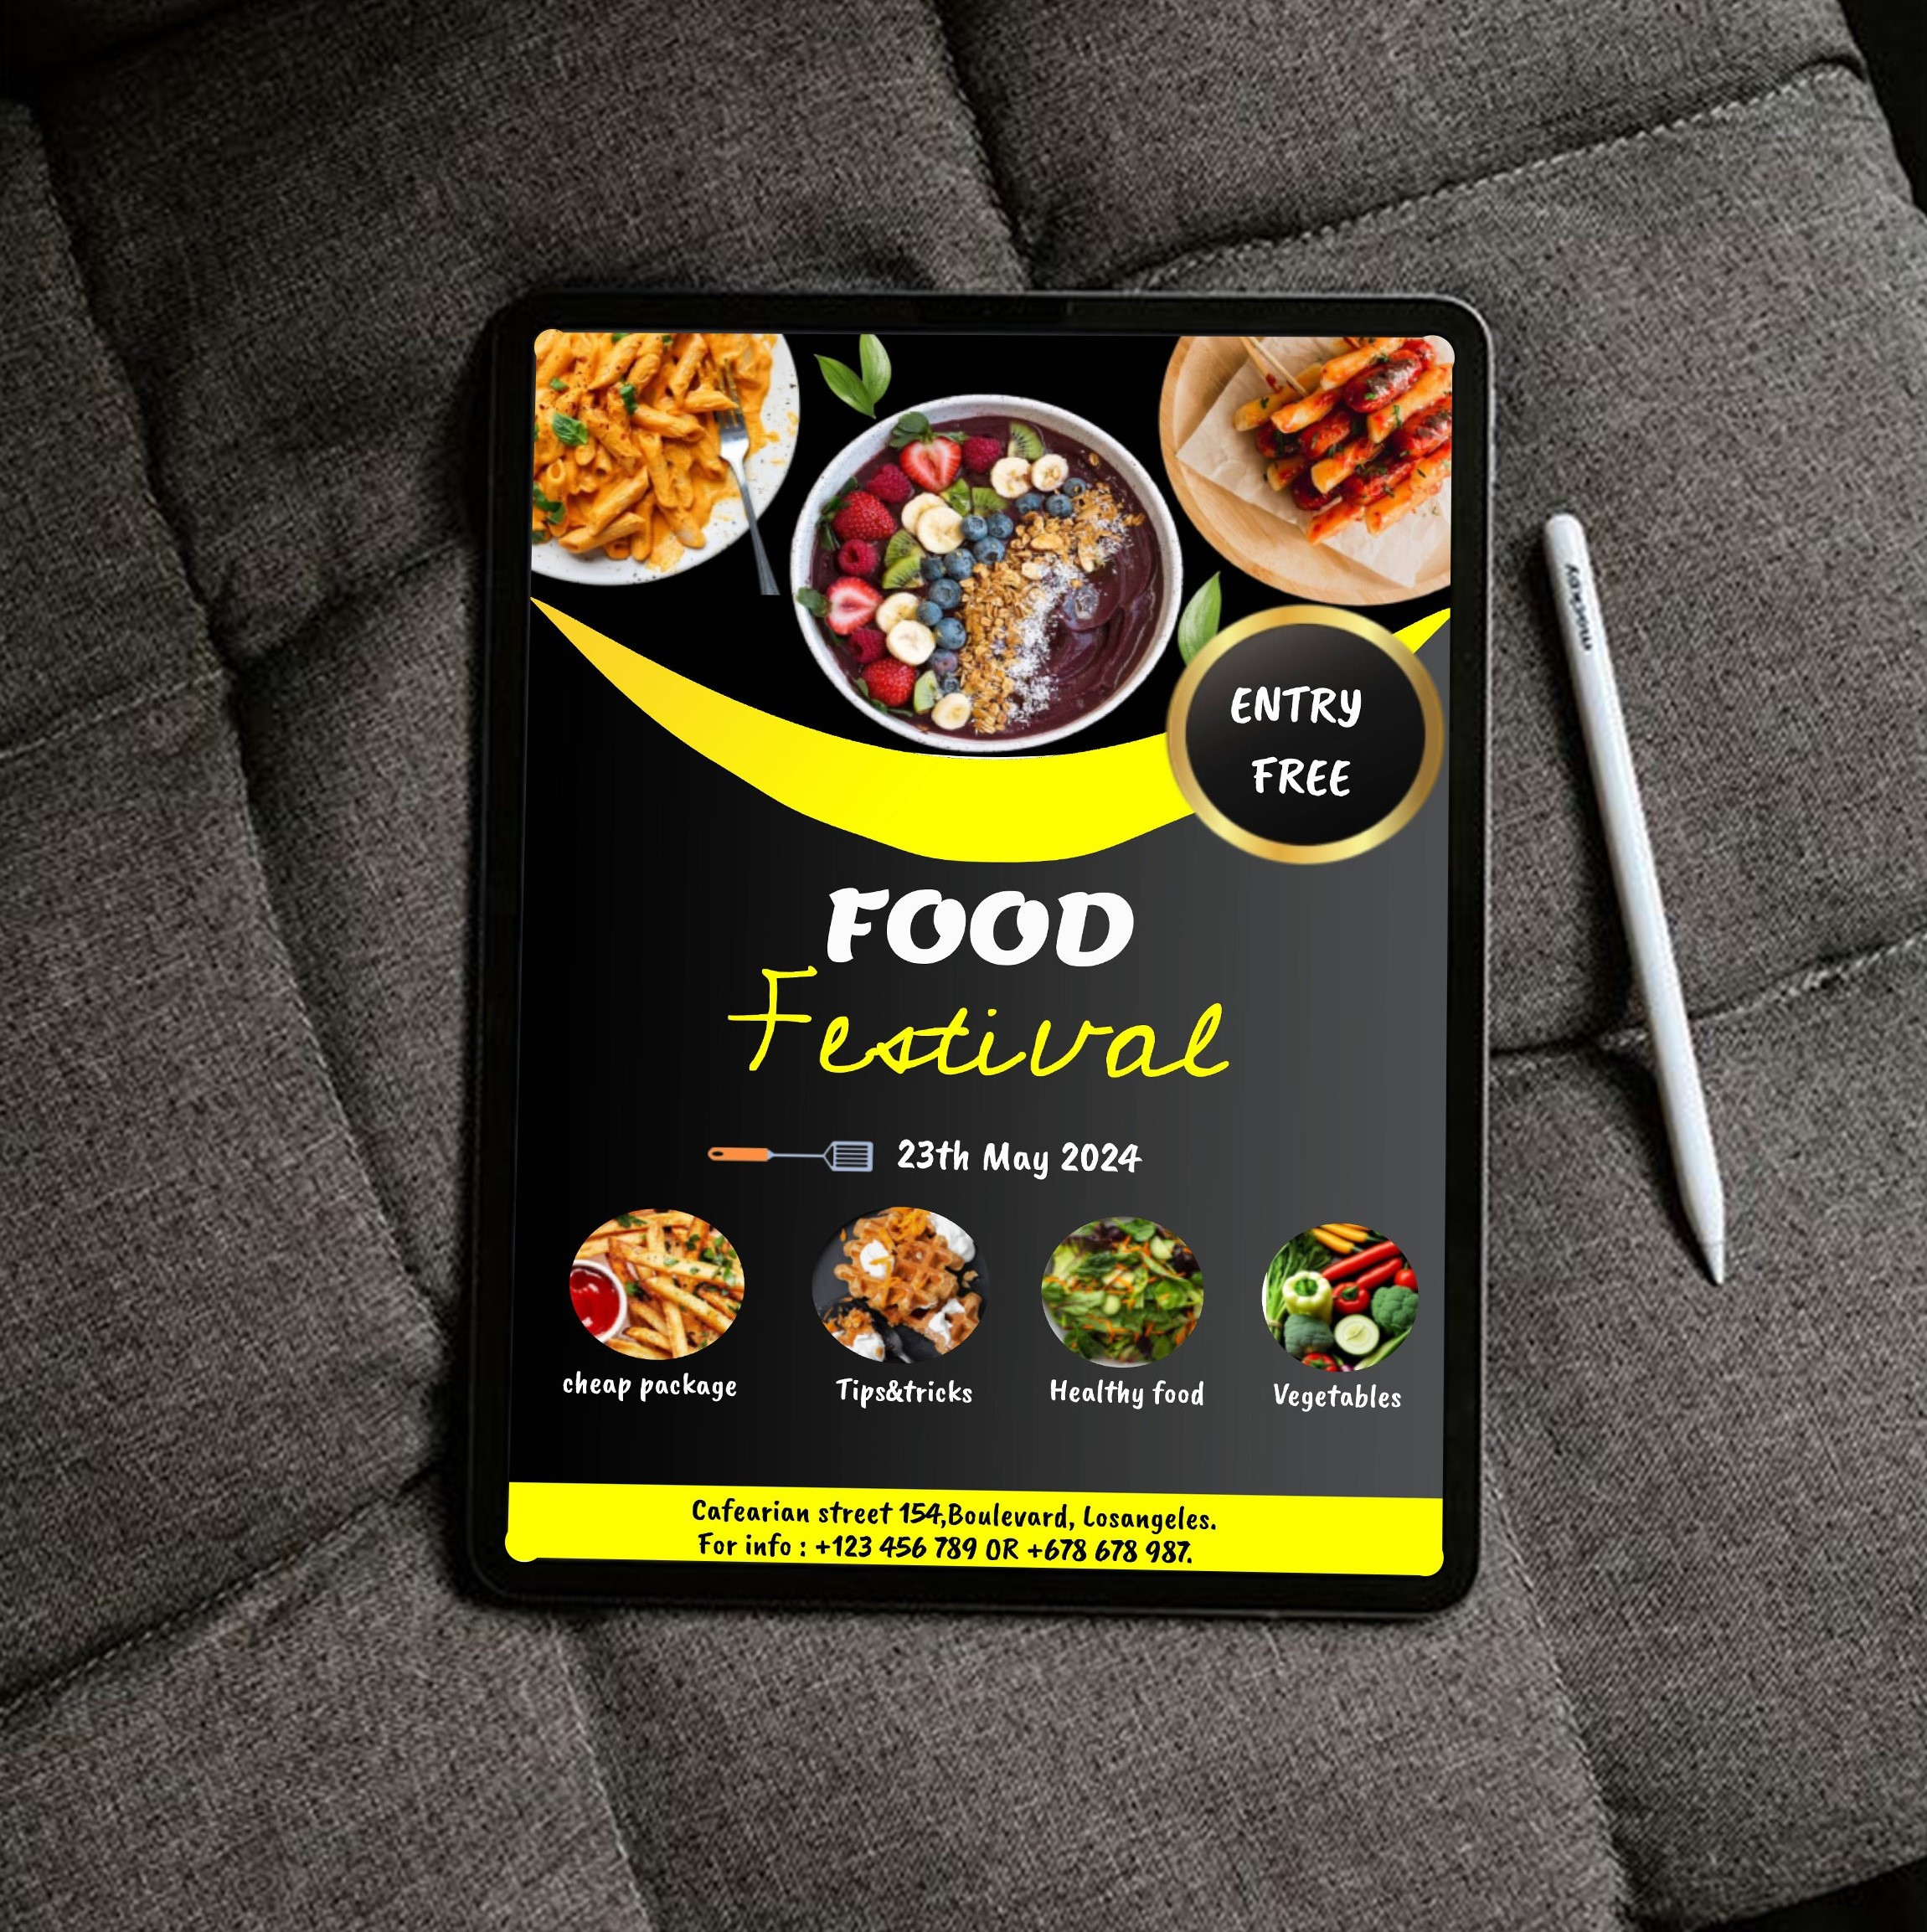 ENTRY
FREE
FOOD
Festival
23th May 2024
cheap package
Tips&tricks
Healthy food
Vegetables
Cafearian street 154,Boulevard, Losangeles.
For info : +123 456 789 OR +678 678 987.
mockey